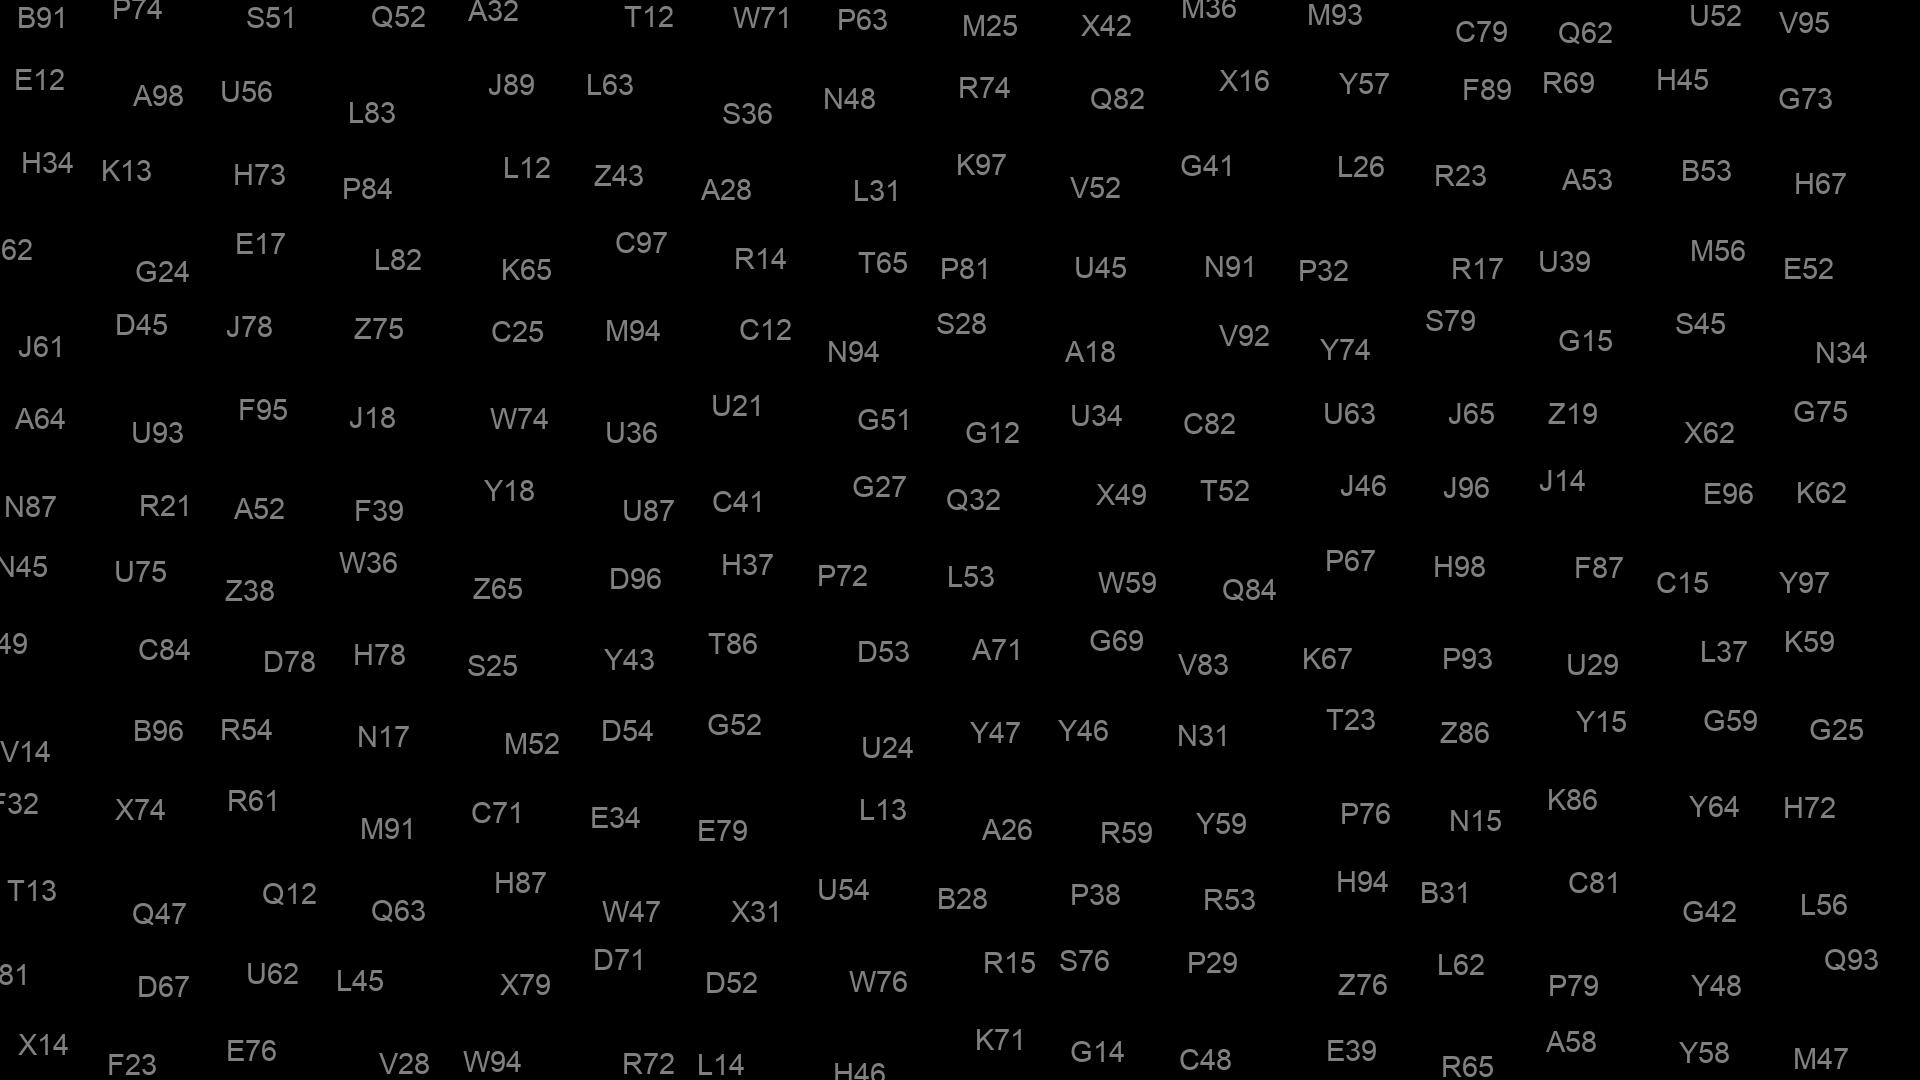 B91 P74 S51 Q52 A32 T12 W71 P63 M25 X42 M36 M93 C79 Q62 U52 V95
E12 A98 U56 L83 J89 L63 S36 N48 R74 Q82 X16 Y57 F89 R69 H45 G73
H34 K13 H73 P84 L12 Z43 A28 L31 K97 V52 G41 L26 R23 A53 B53 H67
62 G24 E17 L82 K65 C97 R14 T65 P81 U45 N91 P32 R17 U39 M56 E52
J61 D45 J78 Z75 C25 M94 C12 N94 S28 A18 V92 Y74 S79 G15 S45 N34
A64 U93 F95 J18 W74 U36 U21 G51 G12 U34 C82 U63 J65 Z19 X62 G75
N87 R21 A52 F39 Y18 U87 C41 G27 Q32 X49 T52 J46 J96 J14 E96 K62
N45 U75 Z38 W36 Z65 D96 H37 P72 L53 W59 Q84 P67 H98 F87 C15 Y97
49 C84 D78 H78 S25 Y43 T86 D53 A71 G69 V83 K67 P93 U29 L37 K59
V14 B96 R54 N17 M52 D54 G52 U24 Y47 Y46 N31 T23 Z86 Y15 G59 G25
F32 X74 R61 M91 C71 E34 E79 L13 A26 R59 Y59 P76 N15 K86 Y64 H72
T13 Q47 Q12 Q63 H87 W47 X31 U54 B28 P38 R53 H94 B31 C81 G42 L56
81 D67 U62 L45 X79 D71 D52 W76 R15 S76 P29 Z76 L62 P79 Y48 Q93
X14 F23 E76 V28 W94 R72 L14 H46 K71 G14 C48 E39 R65 A58 Y58 M47